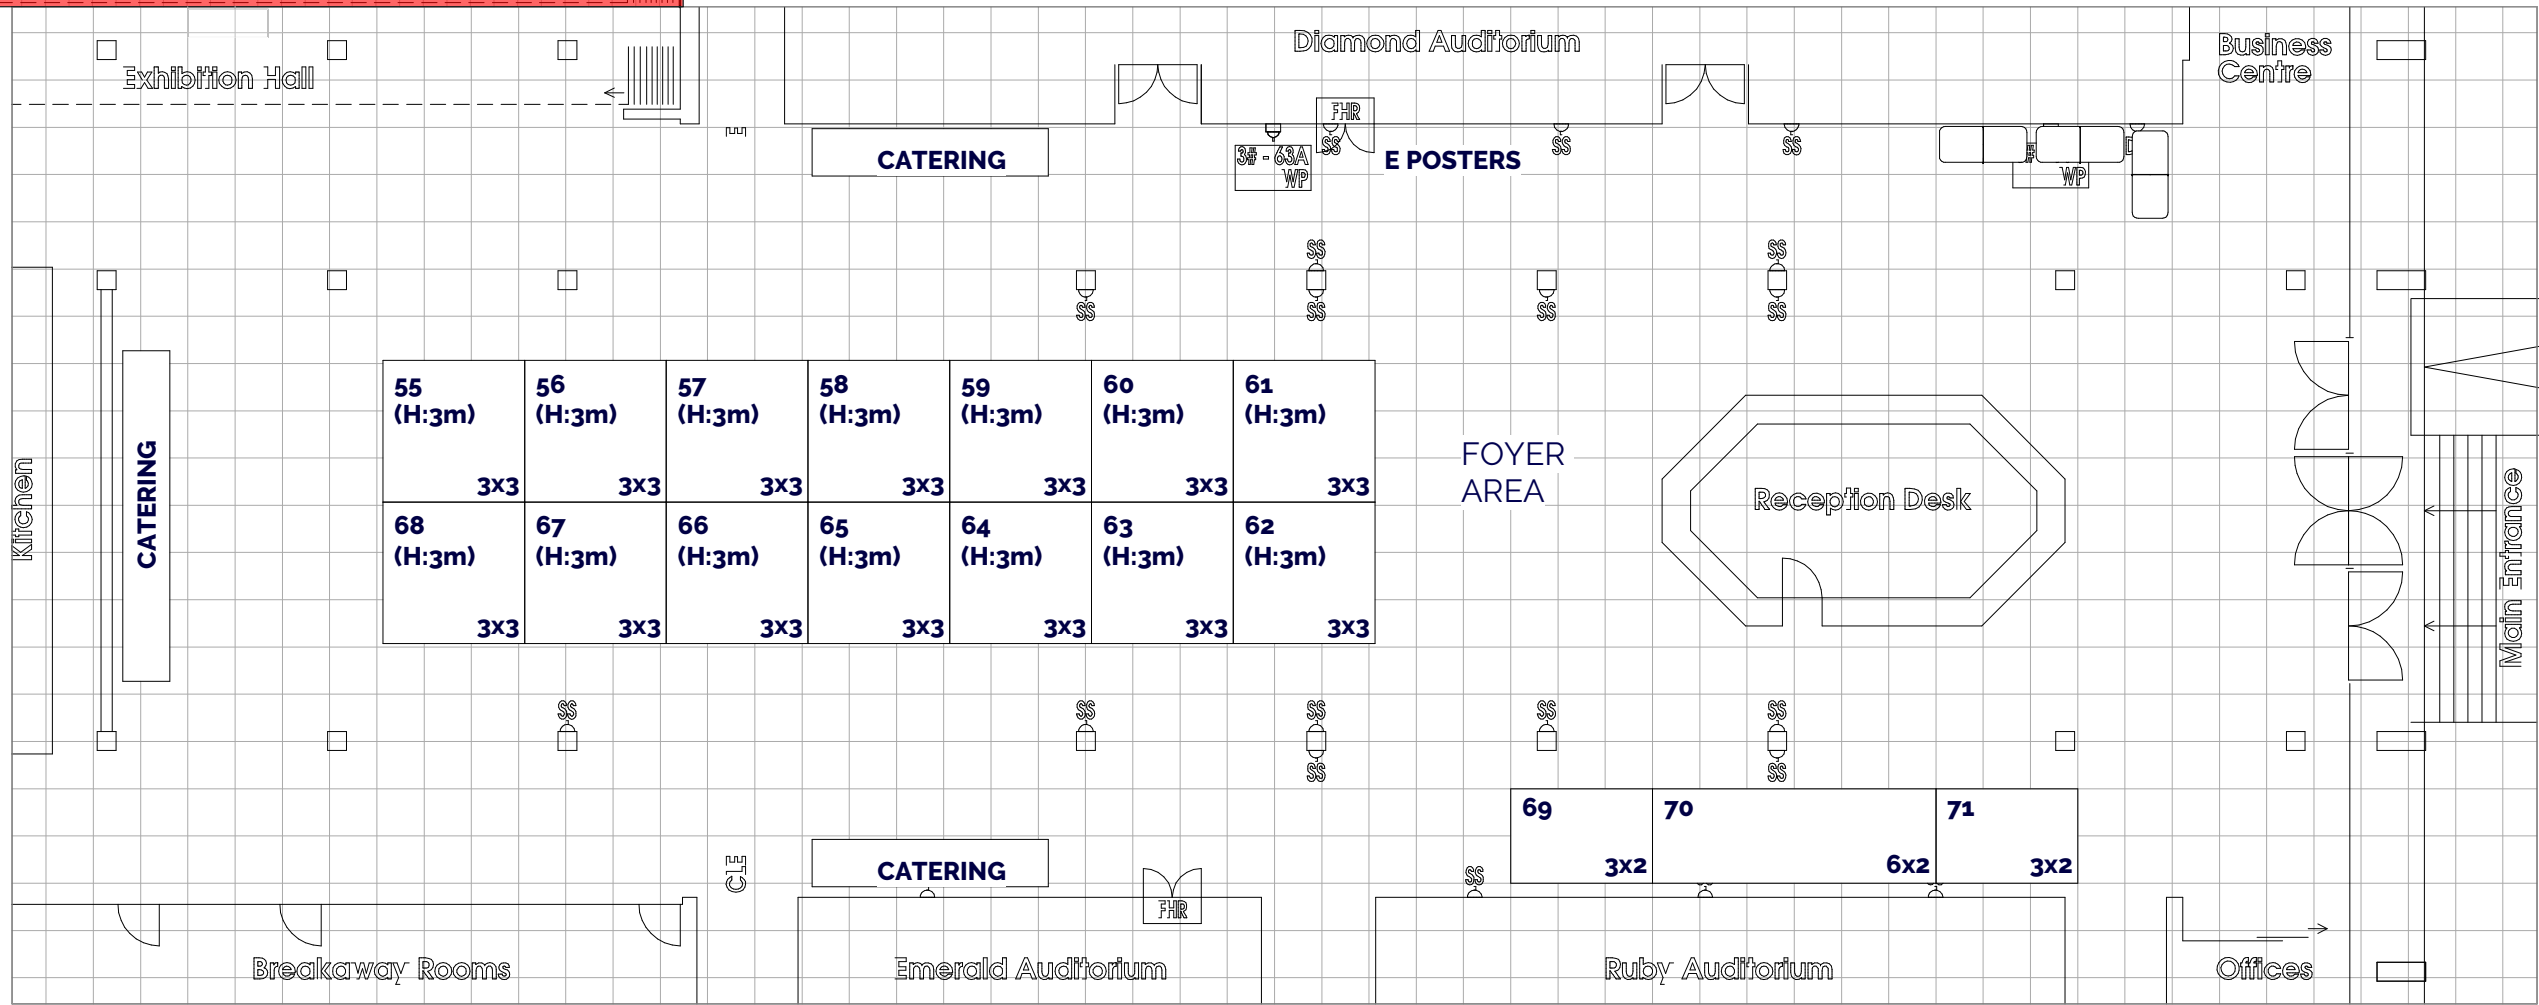 Diamond Auditorium
Business
Centre
Exhibition Hall
FHR
E
CATERING
3# - 63A
WP
SS
E POSTERS
SS
SS
WP
SS
SS
SS
SS
SS
SS
55
(H:3m)
3x3
56
(H:3m)
3x3
57
(H:3m)
3x3
58
(H:3m)
3x3
59
(H:3m)
3x3
60
(H:3m)
3x3
61
(H:3m)
3x3
Kitchen
CATERING
FOYER
AREA
Reception Desk
Main Entrance
68
(H:3m)
3x3
67
(H:3m)
3x3
66
(H:3m)
3x3
65
(H:3m)
3x3
64
(H:3m)
3x3
63
(H:3m)
3x3
62
(H:3m)
3x3
SS
SS
SS
SS
SS
SS
SS
69
3x2
70
6x2
71
3x2
CLE
CATERING
SS
FHR
Breakaway Rooms
Emerald Auditorium
Ruby Auditorium
Offices